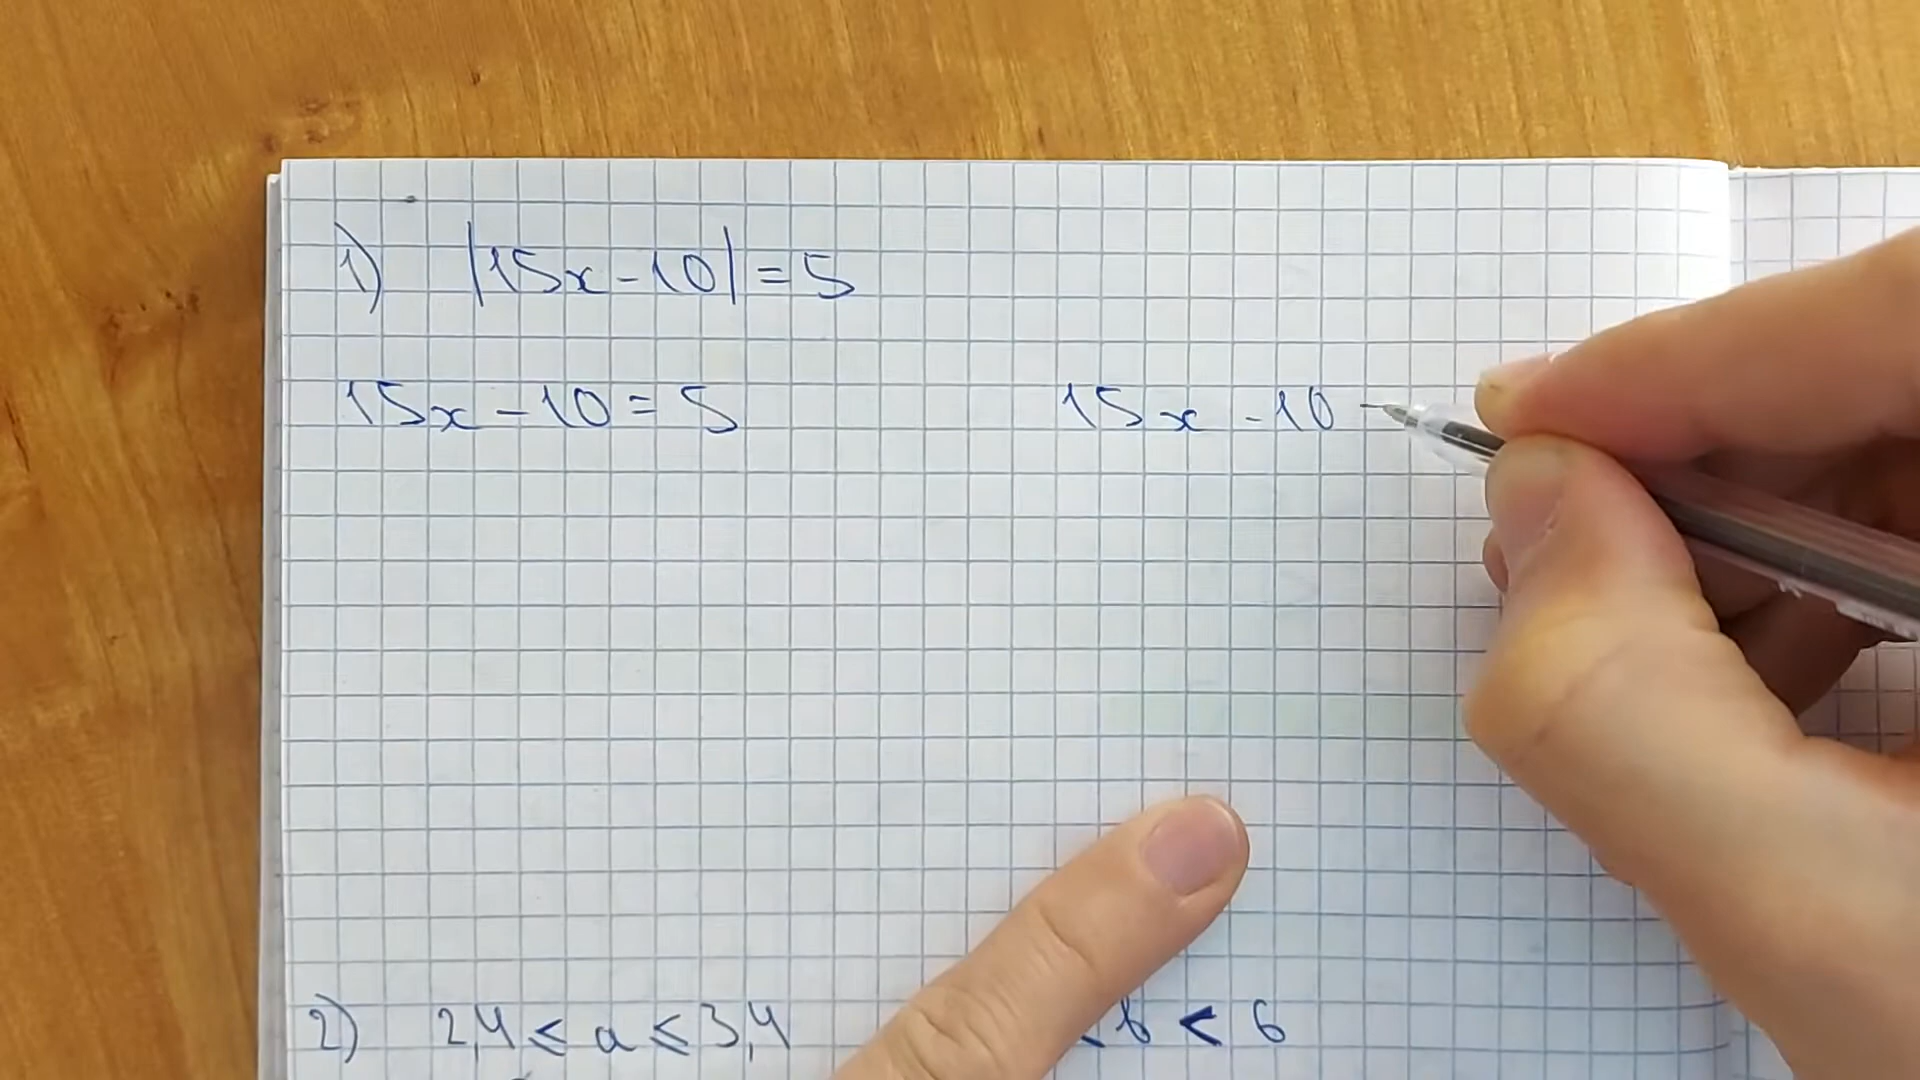 1) |15x-10|=5
15x-10=5 15x-10 -
2) 2,4≤a≤3,4 b<6